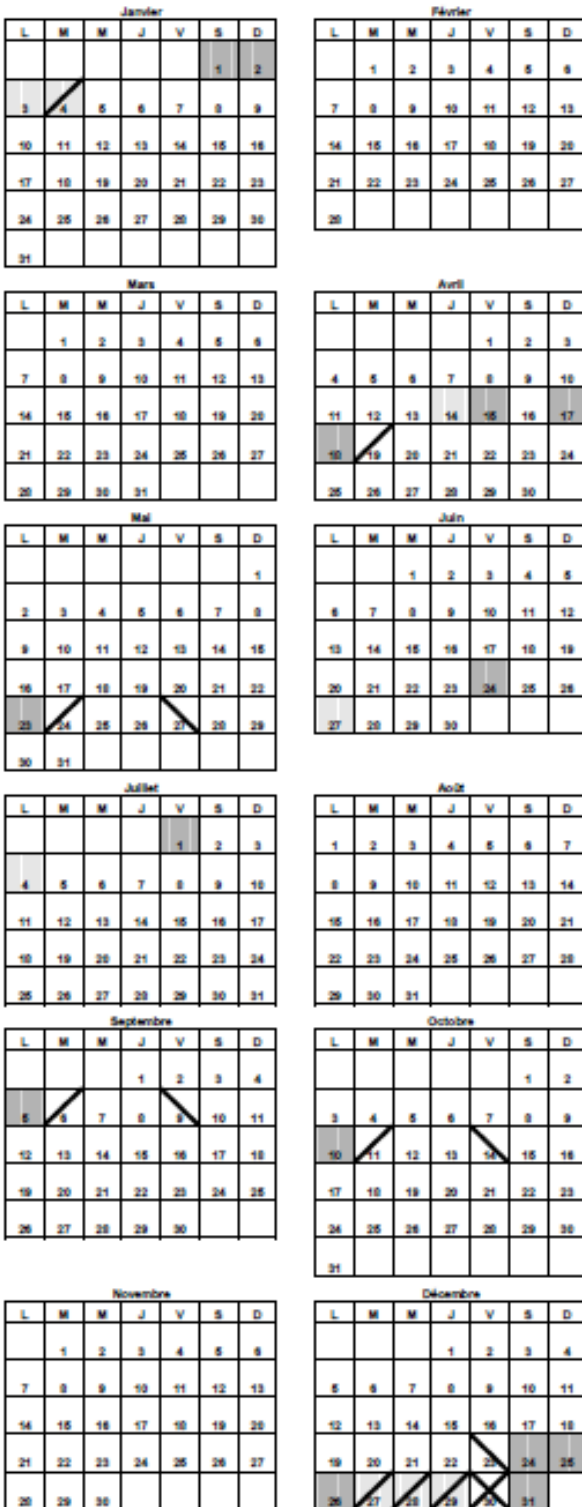 Janvier
L M M J V S D
1 2
3 4 5 6 7 8 9
10 11 12 13 14 15 16
17 18 19 20 21 22 23
24 25 26 27 28 29 30
31
Février
L M M J V S D
1 2 3 4 5 6
7 8 9 10 11 12 13
14 15 16 17 18 19 20
21 22 23 24 25 26 27
28
Mars
L M M J V S D
1 2 3 4 5 6
7 8 9 10 11 12 13
14 15 16 17 18 19 20
21 22 23 24 25 26 27
28 29 30 31
Avril
L M M J V S D
1 2 3
4 5 6 7 8 9 10
11 12 13 14 15 16 17
18 19 20 21 22 23 24
25 26 27 28 29 30
Mai
L M M J V S D
1
2 3 4 5 6 7 8
9 10 11 12 13 14 15
16 17 18 19 20 21 22
23 24 25 26 27 28 29
30 31
Juin
L M M J V S D
1 2 3 4 5
6 7 8 9 10 11 12
13 14 15 16 17 18 19
20 21 22 23 24 25 26
27 28 29 30
Juillet
L M M J V S D
1 2 3
4 5 6 7 8 9 10
11 12 13 14 15 16 17
18 19 20 21 22 23 24
25 26 27 28 29 30 31
Août
L M M J V S D
1 2 3 4 5 6 7
8 9 10 11 12 13 14
15 16 17 18 19 20 21
22 23 24 25 26 27 28
29 30 31
Septembre
L M M J V S D
1 2 3 4
5 6 7 8 9 10 11
12 13 14 15 16 17 18
19 20 21 22 23 24 25
26 27 28 29 30
Octobre
L M M J V S D
1 2
3 4 5 6 7 8 9
10 11 12 13 14 15 16
17 18 19 20 21 22 23
24 25 26 27 28 29 30
31
Novembre
L M M J V S D
1 2 3 4 5 6
7 8 9 10 11 12 13
14 15 16 17 18 19 20
21 22 23 24 25 26 27
28 29 30
Décembre
L M M J V S D
1 2 3 4
5 6 7 8 9 10 11
12 13 14 15 16 17 18
19 20 21 22 23 24 25
26 27 28 29 30 31